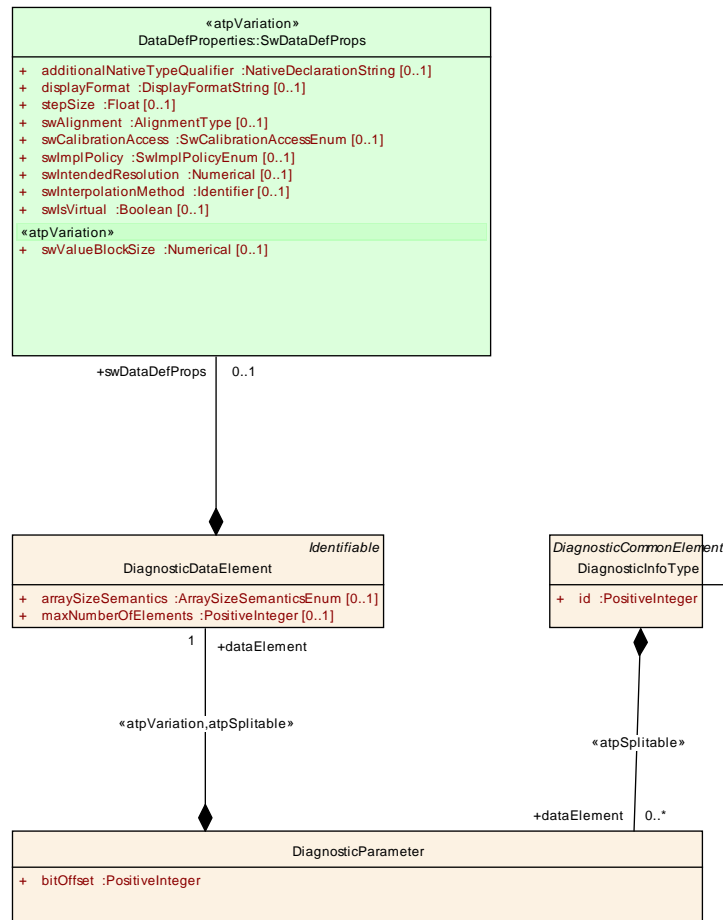 «atpVariation»
DataDefProperties::SwDataDefProps
+ additionalNativeTypeQualifier :NativeDeclarationString [0..1]
+ displayFormat :DisplayFormatString [0..1]
+ stepSize :Float [0..1]
+ swAlignment :AlignmentType [0..1]
+ swCalibrationAccess :SwCalibrationAccessEnum [0..1]
+ swImplPolicy :SwImplPolicyEnum [0..1]
+ swIntendedResolution :Numerical [0..1]
+ swInterpolationMethod :Identifier [0..1]
+ swIsVirtual :Boolean [0..1]
«atpVariation»
+ swValueBlockSize :Numerical [0..1]
+swDataDefProps 0..1
Identifiable
DiagnosticDataElement
+ arraySizeSemantics :ArraySizeSemanticsEnum [0..1]
+ maxNumberOfElements :PositiveInteger [0..1]
DiagnosticCommonElement
DiagnosticInfoType
+ id :PositiveInteger
1 +dataElement
«atpVariation,atpSplitable»
«atpSplitable»
+dataElement 0..*
DiagnosticParameter
+ bitOffset :PositiveInteger